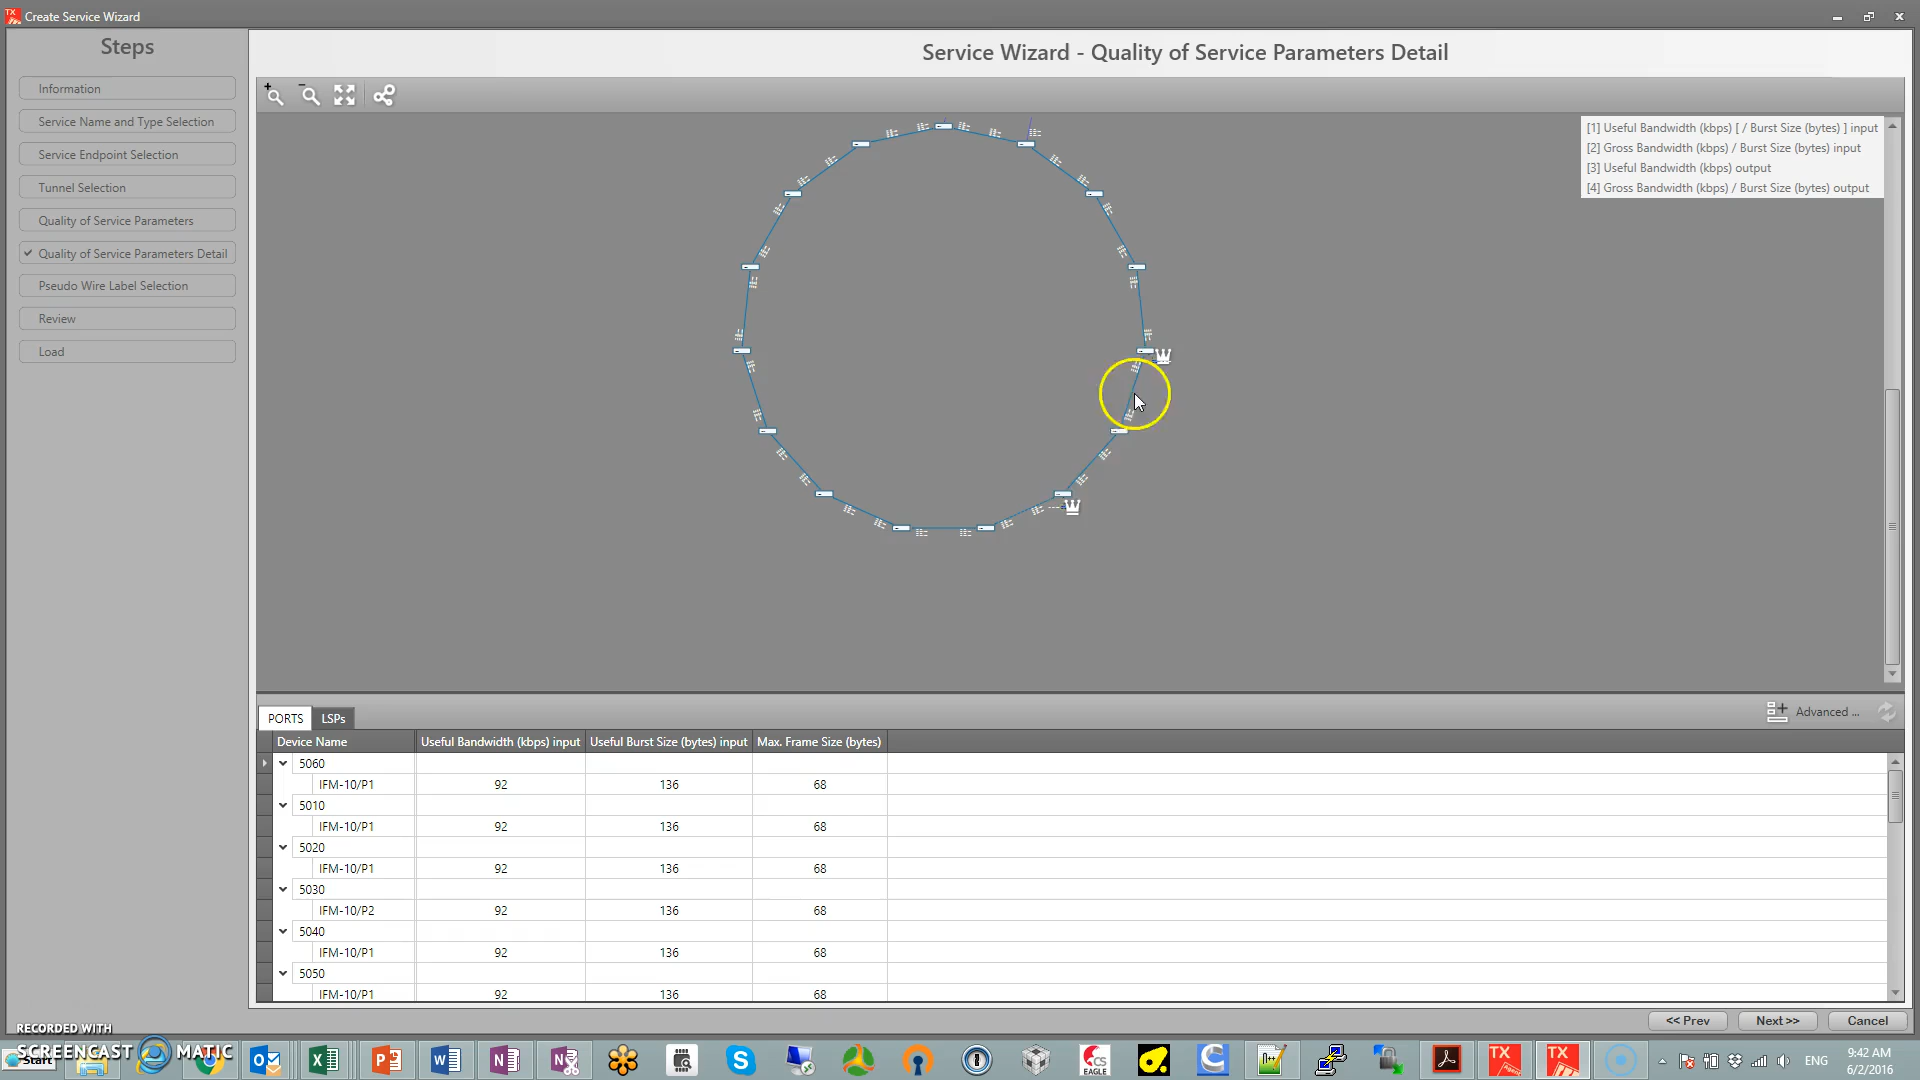 Create Service Wizard
Steps
Information
Service Name and Type Selection
Service Endpoint Selection
Tunnel Selection
Quality of Service Parameters
Quality of Service Parameters Detail
Pseudo Wire Label Selection
Review
Load
Service Wizard - Quality of Service Parameters Detail
[1] Useful Bandwidth (kbps) [ / Burst Size (bytes) ] input
[2] Gross Bandwidth (kbps) / Burst Size (bytes) input
[3] Useful Bandwidth (kbps) output
[4] Gross Bandwidth (kbps) / Burst Size (bytes) output
PORTS LSPs
Advanced ...
Device Name Useful Bandwidth (kbps) input Useful Burst Size (bytes) input Max. Frame Size (bytes)
5060
IFM-10/P1 92 136 68
5010
IFM-10/P1 92 136 68
5020
IFM-10/P1 92 136 68
5030
IFM-10/P2 92 136 68
5040
IFM-10/P1 92 136 68
5050
IFM-10/P1 92 136 68
<< Prev Next >> Cancel
RECORDED WITH
SCREENCAST MATIC
Start
CS
EAGLE
TX
TX
ENG
9:42 AM
6/2/2016